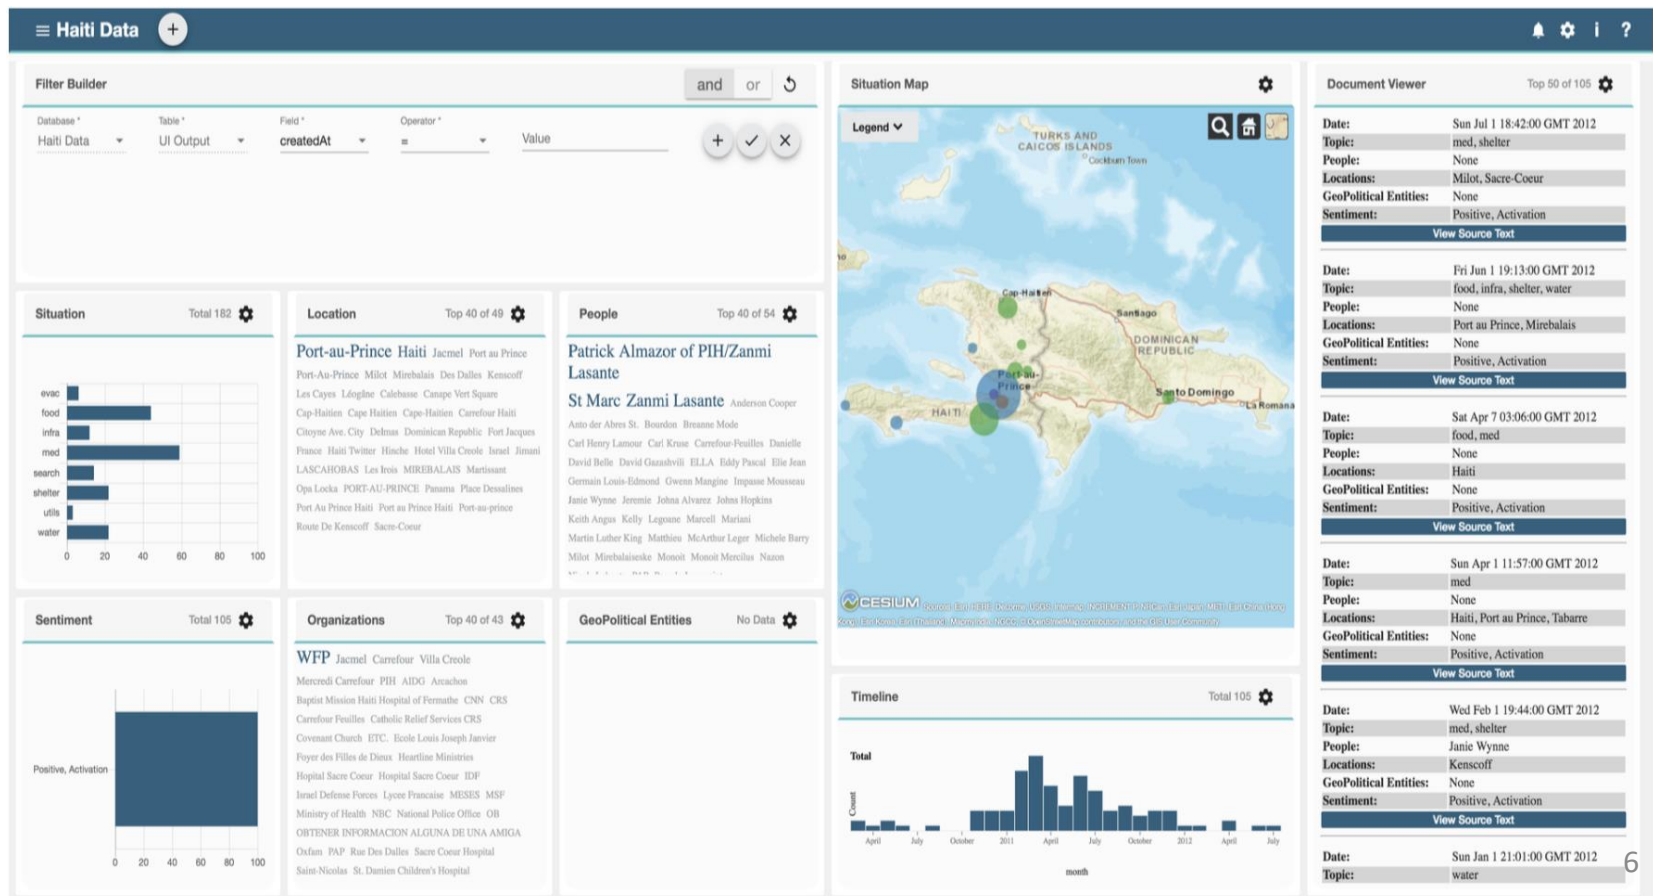 Haiti Data +
i ?
Filter Builder
and or
Database * Table * Field * Operator *
Haiti Data UI Output createdAt = Value
Situation Total 182
evac
food
infra
med
search
shelter
utils
water
0 20 40 60 80 100
Location Top 40 of 49
Port-au-Prince Haiti Jacmel Port au Prince
Port-Au-Prince Milot Mirebalais Des Dalles Kenscoff
Les Cayes Léogâne Calebasse Canape Vert Square
Cap-Haitien Cape Haitien Cape-Haitien Carrefour Haiti
Citoyne Ave. City Delmas Dominican Republic Fort Jacques
France Haiti Twitter Hinche Hotel Villa Creole Israel Jimani
LASCAHOBAS Les Irois MIREBALAIS Martissant
Opa Locka PORT-AU-PRINCE Panama Place Dessalines
Port Au Prince Haiti Port au Prince Haiti Port-au-prince
Route De Kenscoff Sacre-Coeur
People Top 40 of 54
Patrick Almazor of PIH/Zanmi
Lasante
St Marc Zanmi Lasante Anderson Cooper
Asto der Abres St. Bourdon Breanne Mode
Carl Henry Lamour Carl Kruse Carrefour-Feuilles Danielle
David Belle David Gazashvili ELLA Eddy Pascal Elie Jean
Germain Louis-Edmond Gwenn Mangine Impasse Mousseau
Janie Wynne Jeremie Johna Alvarez Johns Hopkins
Keith Angus Kelly Legoane Marcell Mariani
Martin Luther King Matthieu McArthur Leger Michele Barry
Milot Mirebalaiseske Monoit Monoit Mercilus Nazon
Sentiment Total 105
Positive, Activation
0 20 40 60 80 100
Organizations Top 40 of 43
WFP Jacmel Carrefour Villa Creole
Mercredi Carrefour PIH AIDG Arcachon
Baptist Mission Haiti Hospital of Fermathe CNN CRS
Carrefour Feuilles Catholic Relief Services CRS
Covenant Church ETC. Ecole Louis Joseph Janvier
Foyer des Filles de Dieux Heartline Ministries
Hopital Sacre Coeur Hospital Sacre Coeur IDF
Israel Defense Forces Lycee Francaise MESES MSF
Ministry of Health NBC National Police Office OB
OBTENER INFORMACION ALGUNA DE UNA AMIGA
Oxfam PAP Rue Des Dalles Sacre Coeur Hospital
Saint-Nicolas St. Damien Children's Hospital
GeoPolitical Entities No Data
Situation Map
Legend
TURKS AND
CAICOS ISLANDS
Cockburn Town
Cap-Haitien
Santiago
DOMINICAN
REPUBLIC
Port-au-
Prince
Santo Domingo
La Romana
HAITI
CESIUM
Timeline Total 105
Total
Count
April July October 2011 April July October 2012 April July
month
Document Viewer Top 50 of 105
Date: Sun Jul 1 18:42:00 GMT 2012
Topic: med, shelter
People: None
Locations: Milot, Sacre-Coeur
GeoPolitical Entities: None
Sentiment: Positive, Activation
View Source Text
Date: Fri Jun 1 19:13:00 GMT 2012
Topic: food, infra, shelter, water
People: None
Locations: Port au Prince, Mirebalais
GeoPolitical Entities: None
Sentiment: Positive, Activation
View Source Text
Date: Sat Apr 7 03:06:00 GMT 2012
Topic: food, med
People: None
Locations: Haiti
GeoPolitical Entities: None
Sentiment: Positive, Activation
View Source Text
Date: Sun Apr 1 11:57:00 GMT 2012
Topic: med
People: None
Locations: Haiti, Port au Prince, Tabarre
GeoPolitical Entities: None
Sentiment: Positive, Activation
View Source Text
Date: Wed Feb 1 19:44:00 GMT 2012
Topic: med, shelter
People: Janie Wynne
Locations: Kenscoff
GeoPolitical Entities: None
Sentiment: Positive, Activation
View Source Text
Date: Sun Jan 1 21:01:00 GMT 2012
Topic: water
6